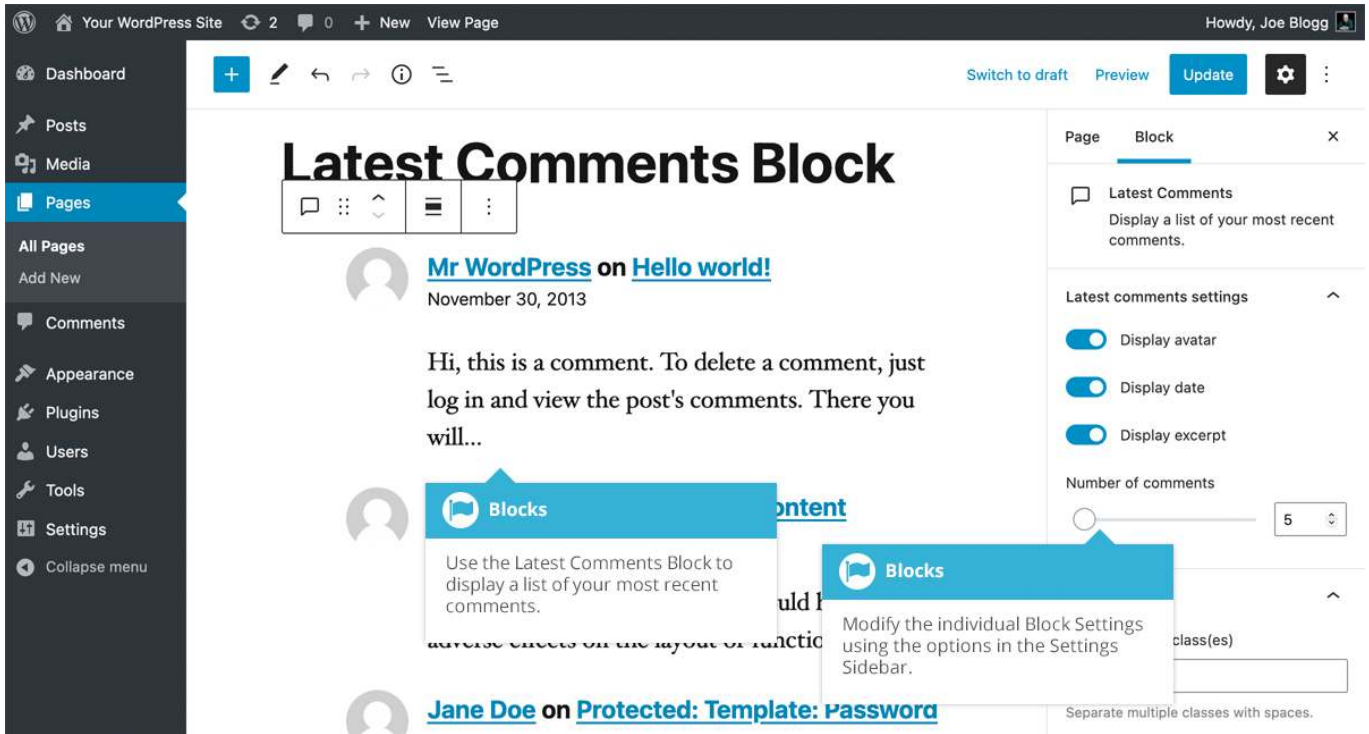 Your WordPress Site 2 0 + New View Page Howdy, Joe Blogg
Dashboard
Posts
Media
Pages
All Pages
Add New
Comments
Appearance
Plugins
Users
Tools
Settings
Collapse menu
Switch to draft Preview Update
Latest Comments Block
Mr WordPress on Hello world!
November 30, 2013
Hi, this is a comment. To delete a comment, just
log in and view the post's comments. There you
will...
Blocks
Use the Latest Comments Block to
display a list of your most recent
comments.
Jane Doe on Protected: Template: Password
Page Block
Latest Comments
Display a list of your most recent
comments.
Latest comments settings
Display avatar
Display date
Display excerpt
Number of comments
5
Blocks
Modify the individual Block Settings
using the options in the Settings
Sidebar.
class(es)
Separate multiple classes with spaces.